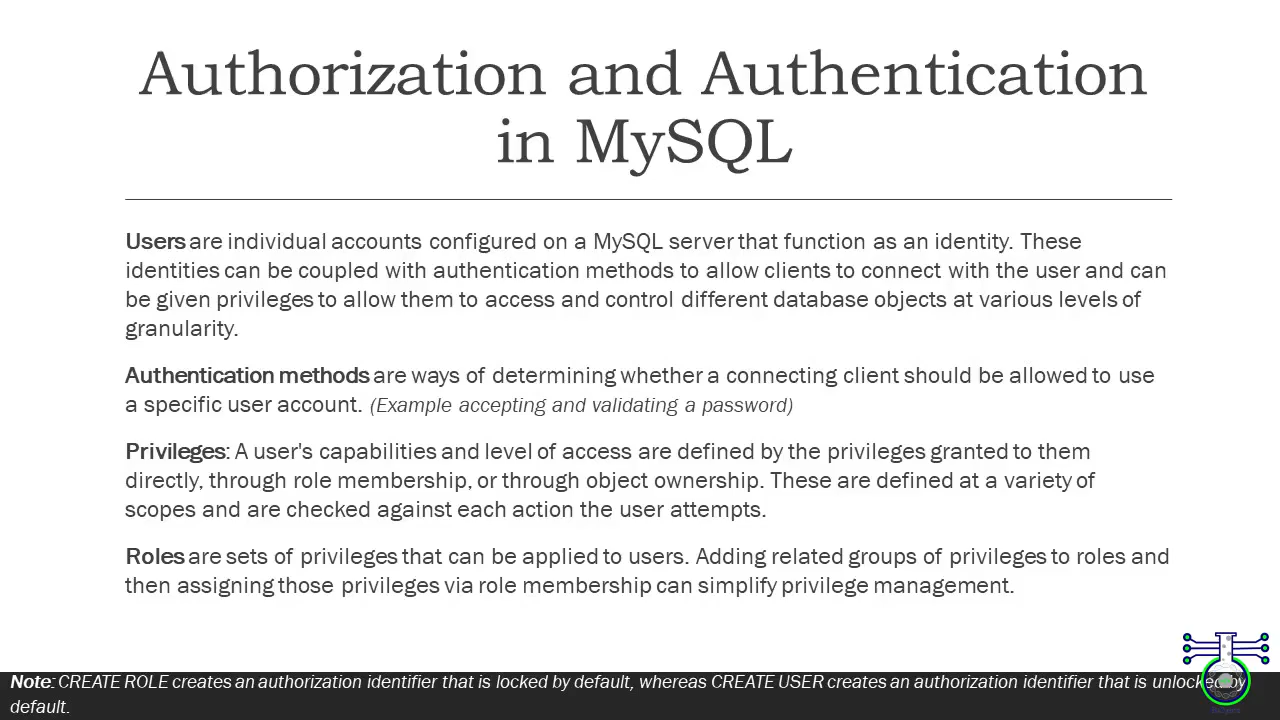 Authorization and Authentication
in MySQL
Users are individual accounts configured on a MySQL server that function as an identity. These
identities can be coupled with authentication methods to allow clients to connect with the user and can
be given privileges to allow them to access and control different database objects at various levels of
granularity.
Authentication methods are ways of determining whether a connecting client should be allowed to use
a specific user account. (Example accepting and validating a password)
Privileges: A user's capabilities and level of access are defined by the privileges granted to them
directly, through role membership, or through object ownership. These are defined at a variety of
scopes and are checked against each action the user attempts.
Roles are sets of privileges that can be applied to users. Adding related groups of privileges to roles and
then assigning those privileges via role membership can simplify privilege management.
Note: CREATE ROLE creates an authorization identifier that is locked by default, whereas CREATE USER creates an authorization identifier that is unlocked by
default.